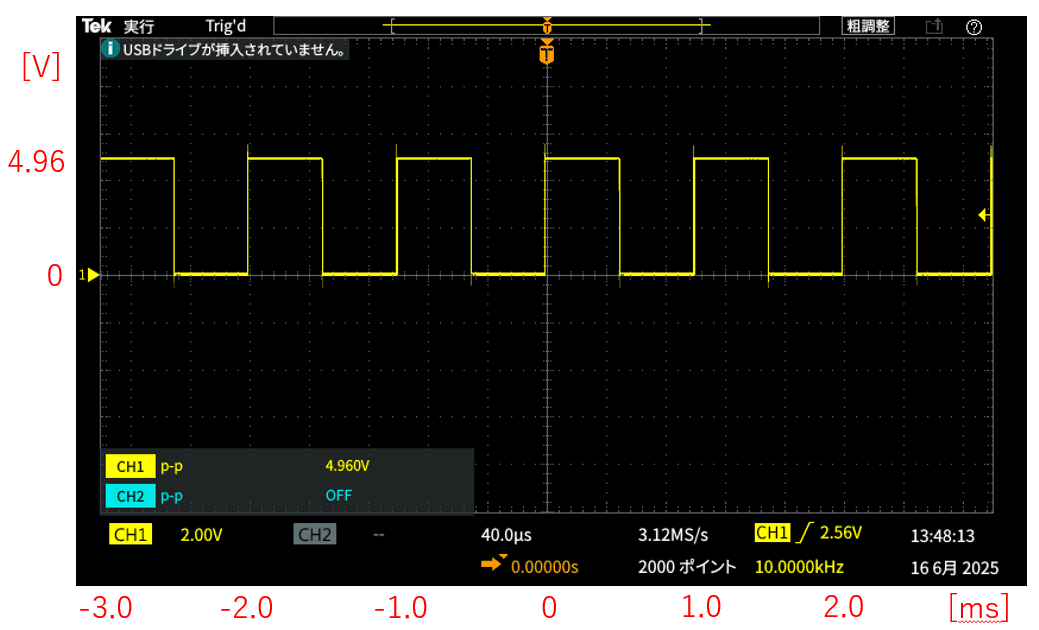 Tek 実行 Trig'd 粗調整
USBドライブが挿入されていません。
[V]
4.96
0 1
CH1 p-p 4.960V
CH2 p-p OFF
CH1 2.00V CH2 -- 40.0μs 3.12MS/s CH1 2.56V 13:48:13
0.00000s 2000 ポイント 10.0000kHz 16 6月 2025
-3.0 -2.0 -1.0 0 1.0 2.0 [ms]